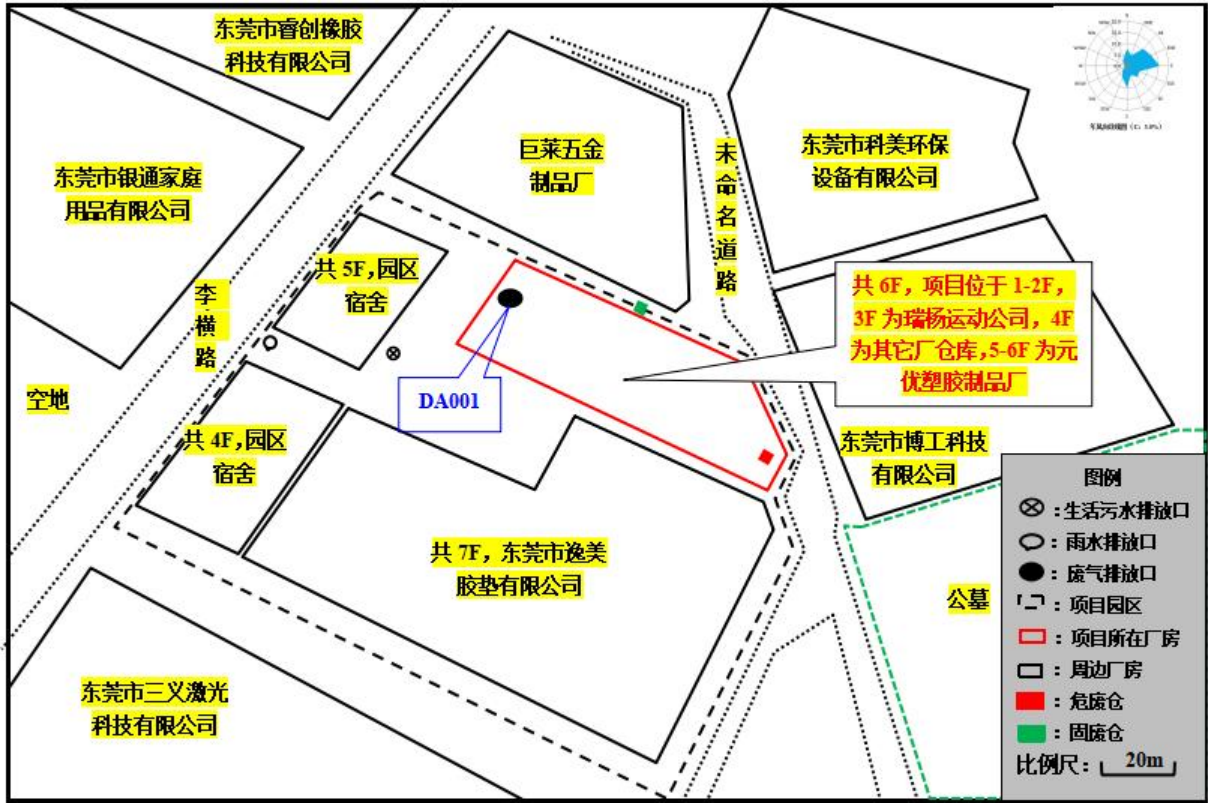 东莞市睿创橡胶
科技有限公司
东莞市银通家庭
用品有限公司
巨莱五金
制品厂
未命名道路
东莞市科美环保
设备有限公司
共 5F,园区
宿舍
李横路
共 6F，项目位于 1-2F，
3F 为瑞杨运动公司，4F
为其它厂仓库,5-6F 为元
优塑胶制品厂
DA001
空地
共 4F,园区
宿舍
东莞市博工科技
有限公司
共 7F，东莞市逸美
胶垫有限公司
公墓
东莞市三义激光
科技有限公司
图例
：生活污水排放口
：雨水排放口
：废气排放口
：项目园区
：项目所在厂房
：周边厂房
：危废仓
：固废仓
比例尺： 20m